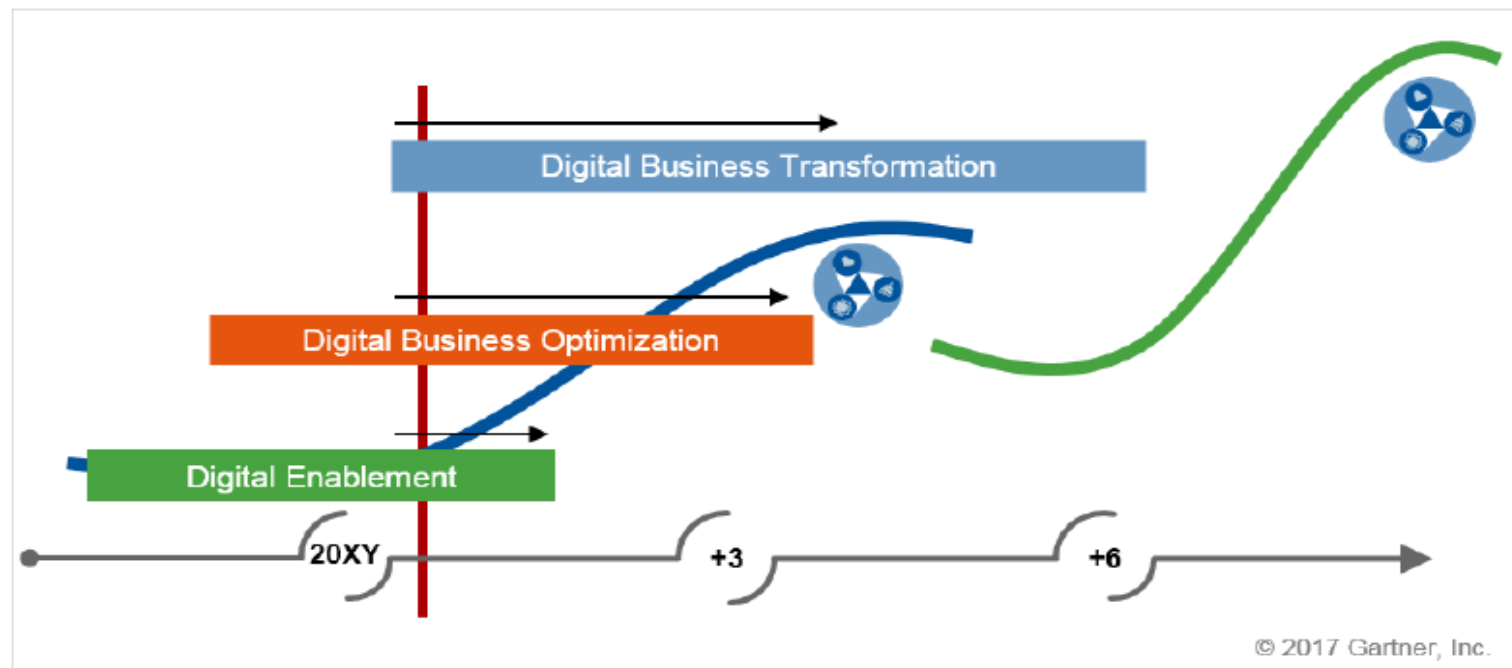 Digital Business Transformation
Digital Business Optimization
Digital Enablement
20XY
+3
+6
© 2017 Gartner, Inc.